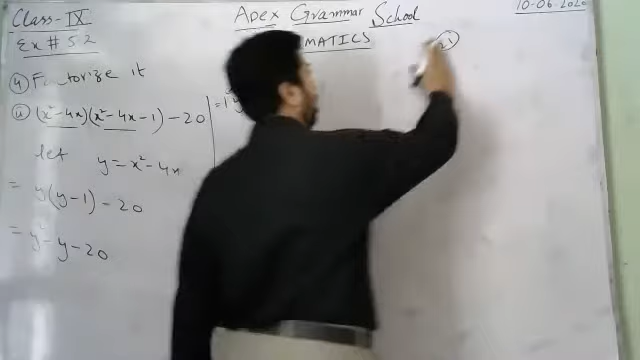 Class-IX
Apex Grammar School
10-06-2020
Ex # 5.2
MATICS
④ Factorize it
ii (x²-4x)(x²-4x-1)-20
let y = x²-4x
= y(y-1)-20
= y²-y-20